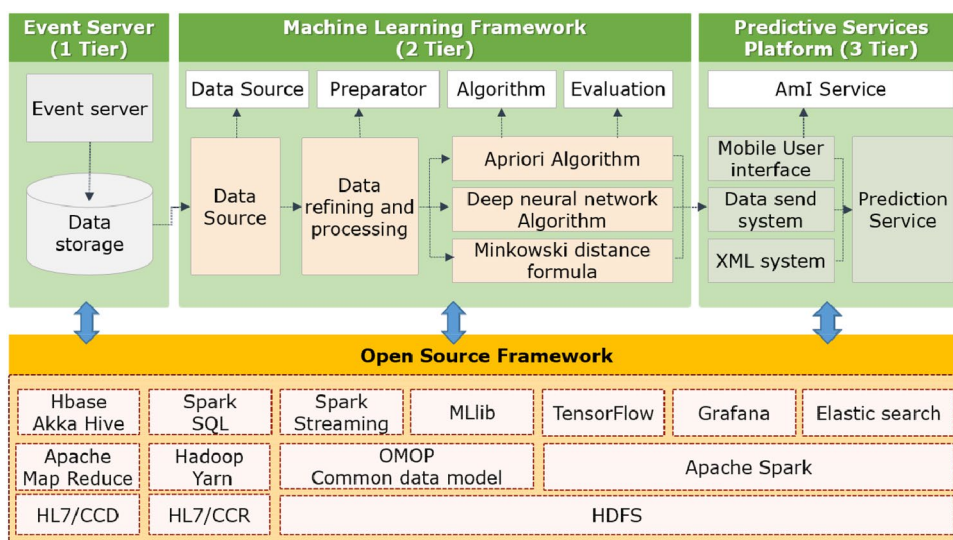 Event Server
(1 Tier)
Machine Learning Framework
(2 Tier)
Predictive Services
Platform (3 Tier)
Event server
Data
storage
Data Source
Preparator
Algorithm
Evaluation
Data
Source
Data
refining and
processing
Apriori Algorithm
Deep neural network
Algorithm
Minkowski distance
formula
AmI Service
Mobile User
interface
Data send
system
XML system
Prediction
Service
Open Source Framework
Hbase
Akka Hive
Spark
SQL
Spark
Streaming
MLlib
TensorFlow
Grafana
Elastic search
Apache
Map Reduce
Hadoop
Yarn
OMOP
Common data model
Apache Spark
HL7/CCD
HL7/CCR
HDFS